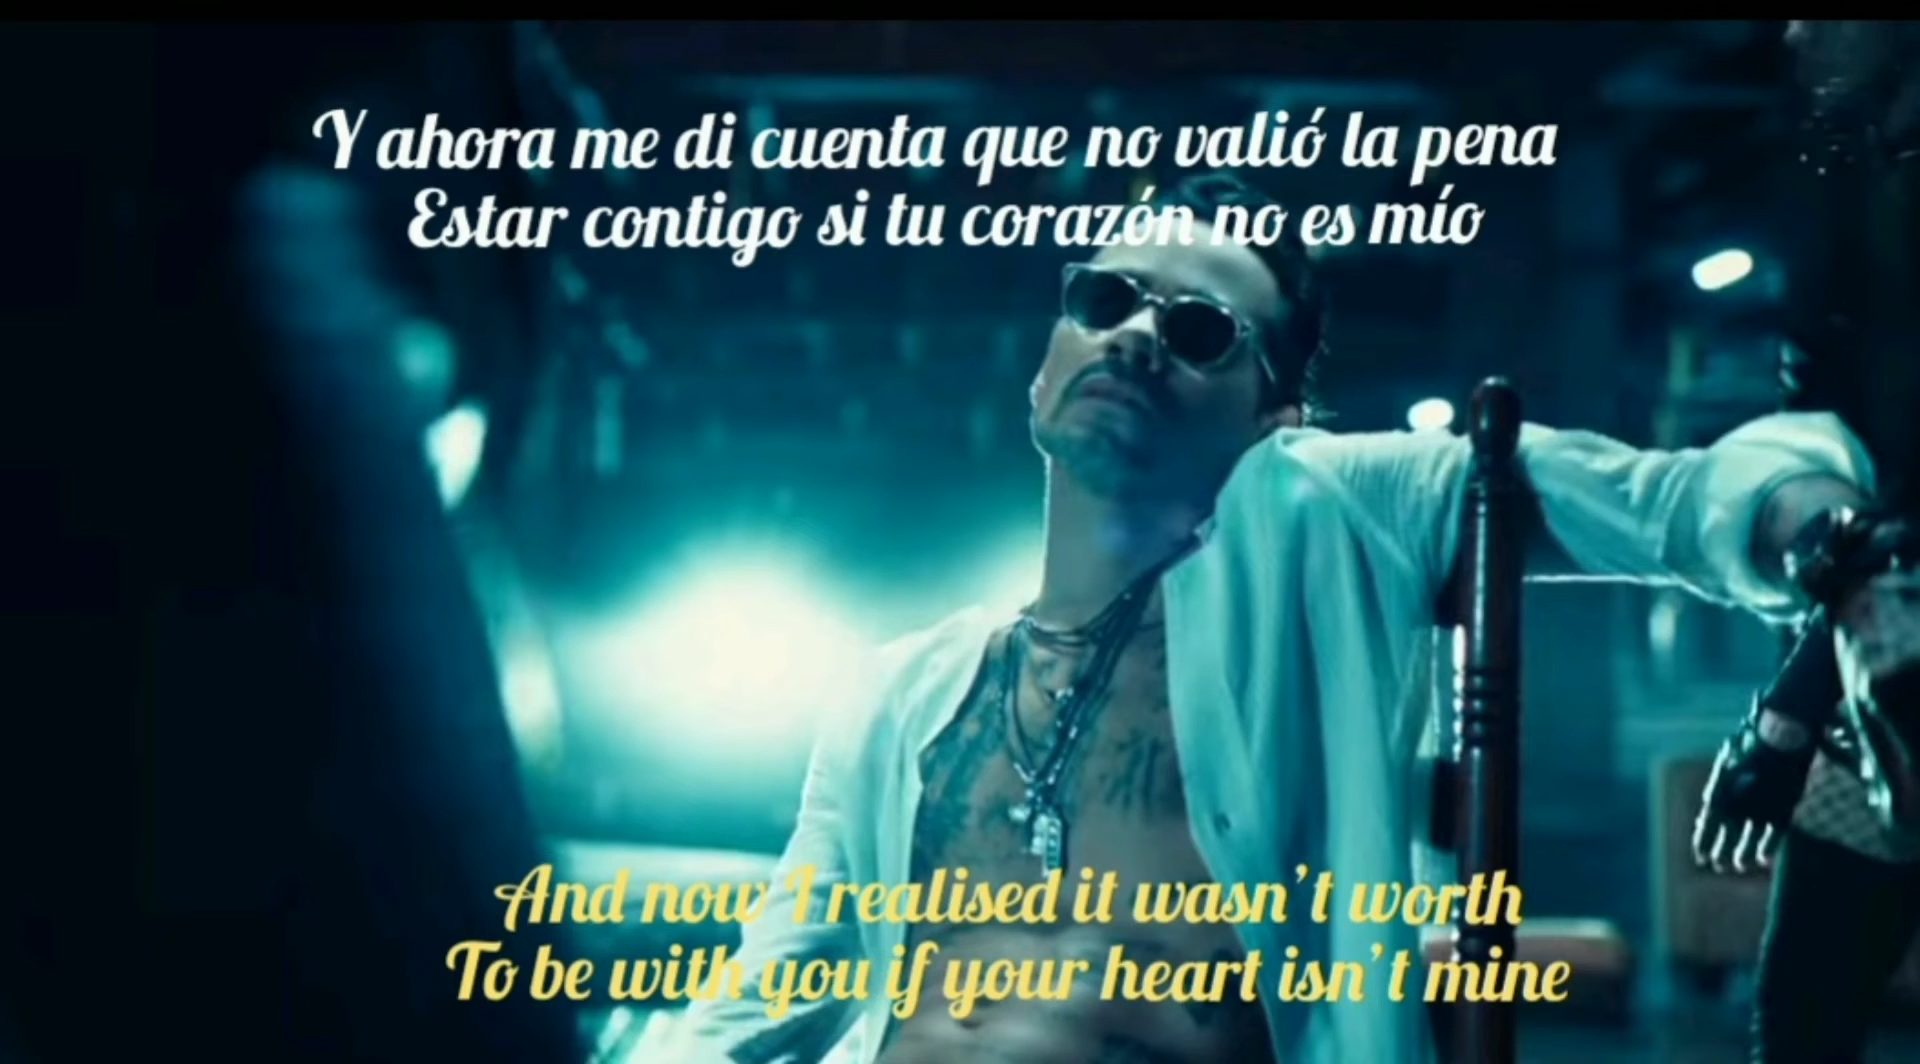 Y ahora me di cuenta que no valió la pena
Estar contigo si tu corazón no es mío
And now I realised it wasn't worth
To be with you if your heart isn't mine